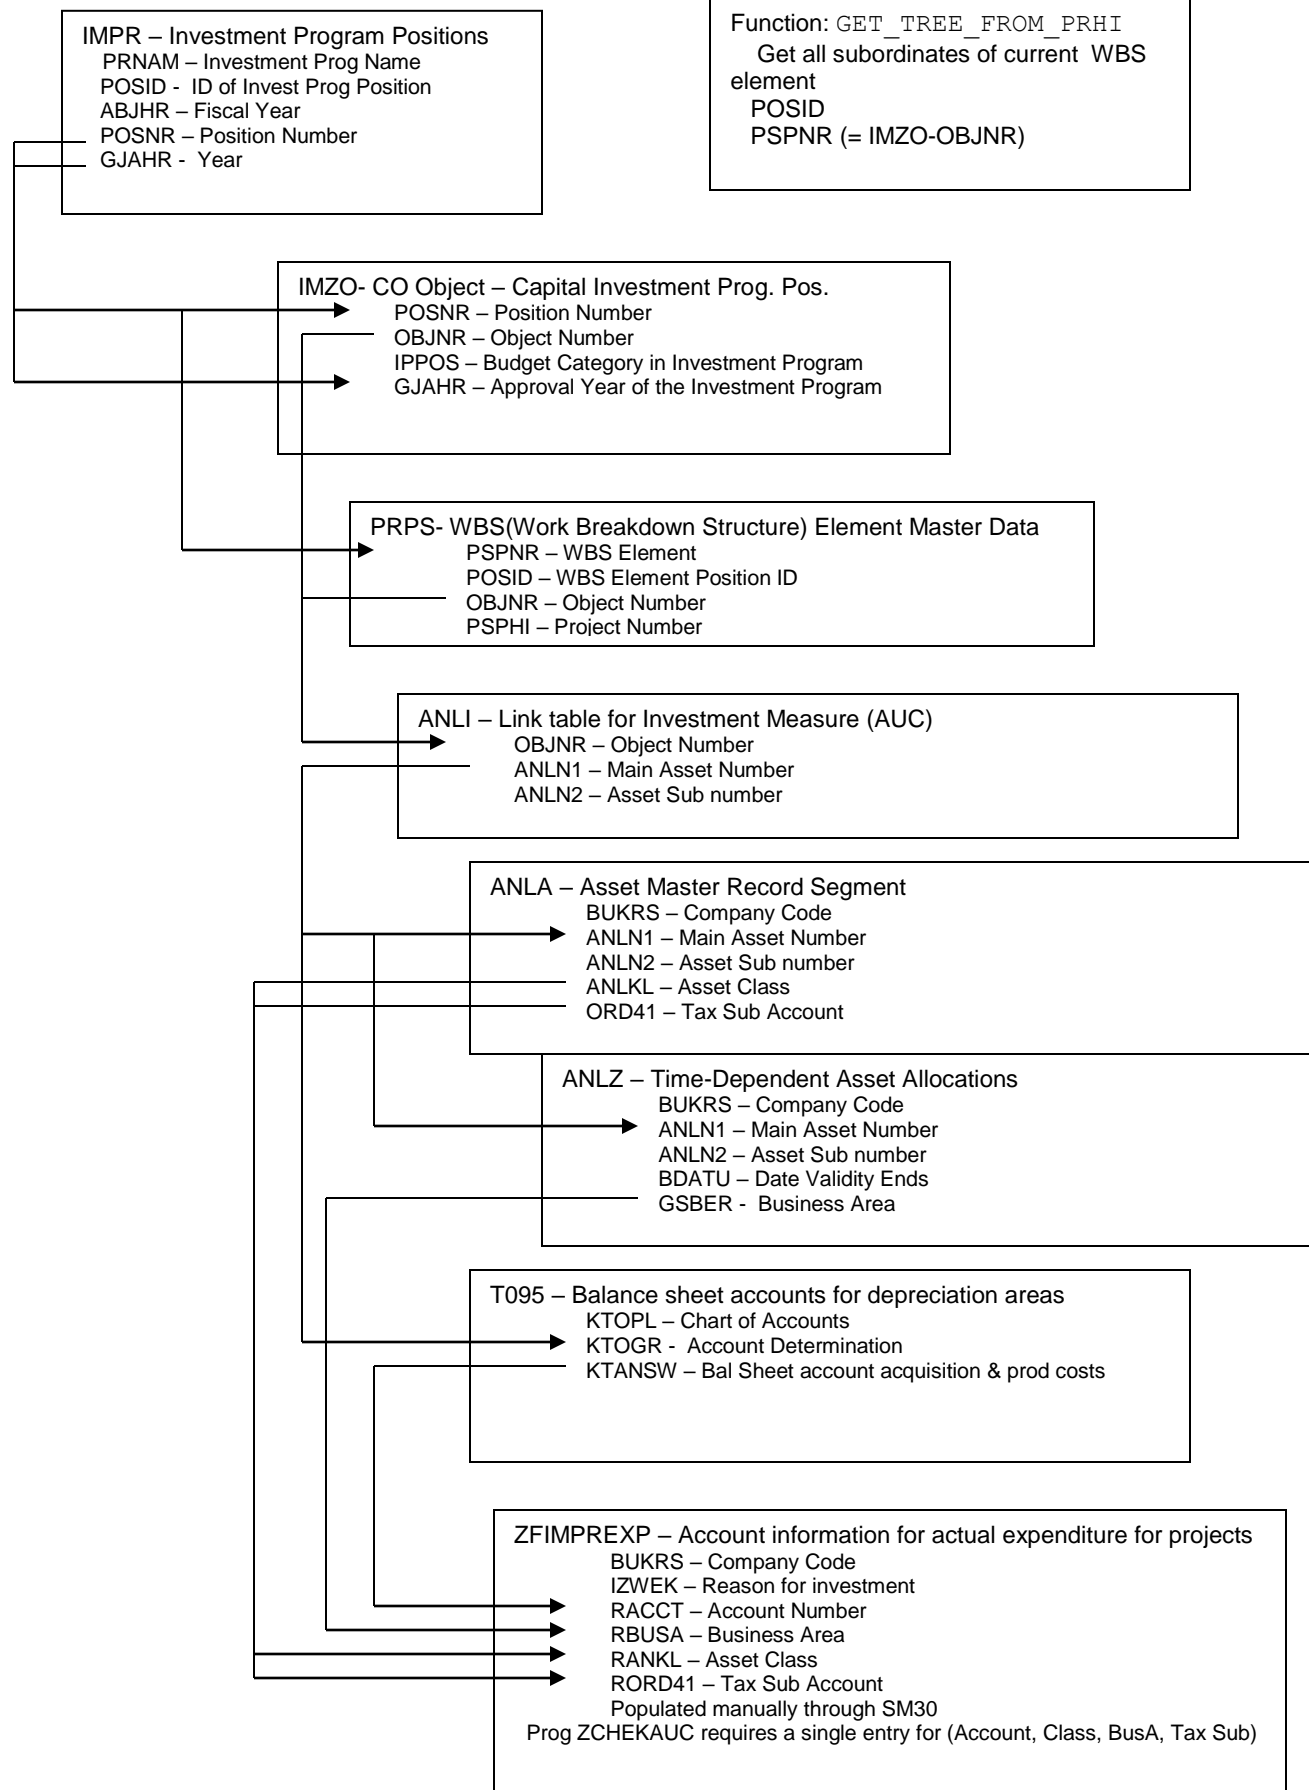 IMPR – Investment Program Positions
PRNAM – Investment Prog Name
POSID - ID of Invest Prog Position
ABJHR – Fiscal Year
POSNR – Position Number
GJAHR - Year
Function: GET_TREE_FROM_PRHI
Get all subordinates of current WBS
element
POSID
PSPNR (= IMZO-OBJNR)
IMZO- CO Object – Capital Investment Prog. Pos.
POSNR – Position Number
OBJNR – Object Number
IPPOS – Budget Category in Investment Program
GJAHR – Approval Year of the Investment Program
PRPS- WBS(Work Breakdown Structure) Element Master Data
PSPNR – WBS Element
POSID – WBS Element Position ID
OBJNR – Object Number
PSPHI – Project Number
ANLI – Link table for Investment Measure (AUC)
OBJNR – Object Number
ANLN1 – Main Asset Number
ANLN2 – Asset Sub number
ANLA – Asset Master Record Segment
BUKRS – Company Code
ANLN1 – Main Asset Number
ANLN2 – Asset Sub number
ANLKL – Asset Class
ORD41 – Tax Sub Account
ANLZ – Time-Dependent Asset Allocations
BUKRS – Company Code
ANLN1 – Main Asset Number
ANLN2 – Asset Sub number
BDATU – Date Validity Ends
GSBER - Business Area
T095 – Balance sheet accounts for depreciation areas
KTOPL – Chart of Accounts
KTOGR - Account Determination
KTANSW – Bal Sheet account acquisition & prod costs
ZFIMPREXP – Account information for actual expenditure for projects
BUKRS – Company Code
IZWEK – Reason for investment
RACCT – Account Number
RBUSA – Business Area
RANKL – Asset Class
RORD41 – Tax Sub Account
Populated manually through SM30
Prog ZCHEKAUC requires a single entry for (Account, Class, BusA, Tax Sub)